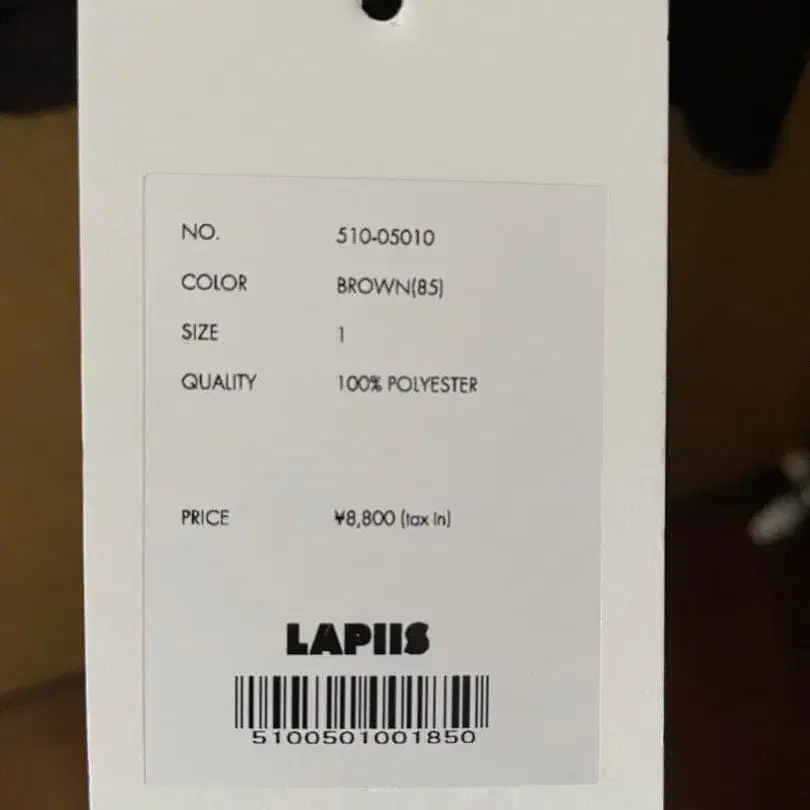 NO. 510-05010
COLOR BROWN(85)
SIZE 1
QUALITY 100% POLYESTER
PRICE ¥8,800 (tax in)
LAPIIS
5100501001850